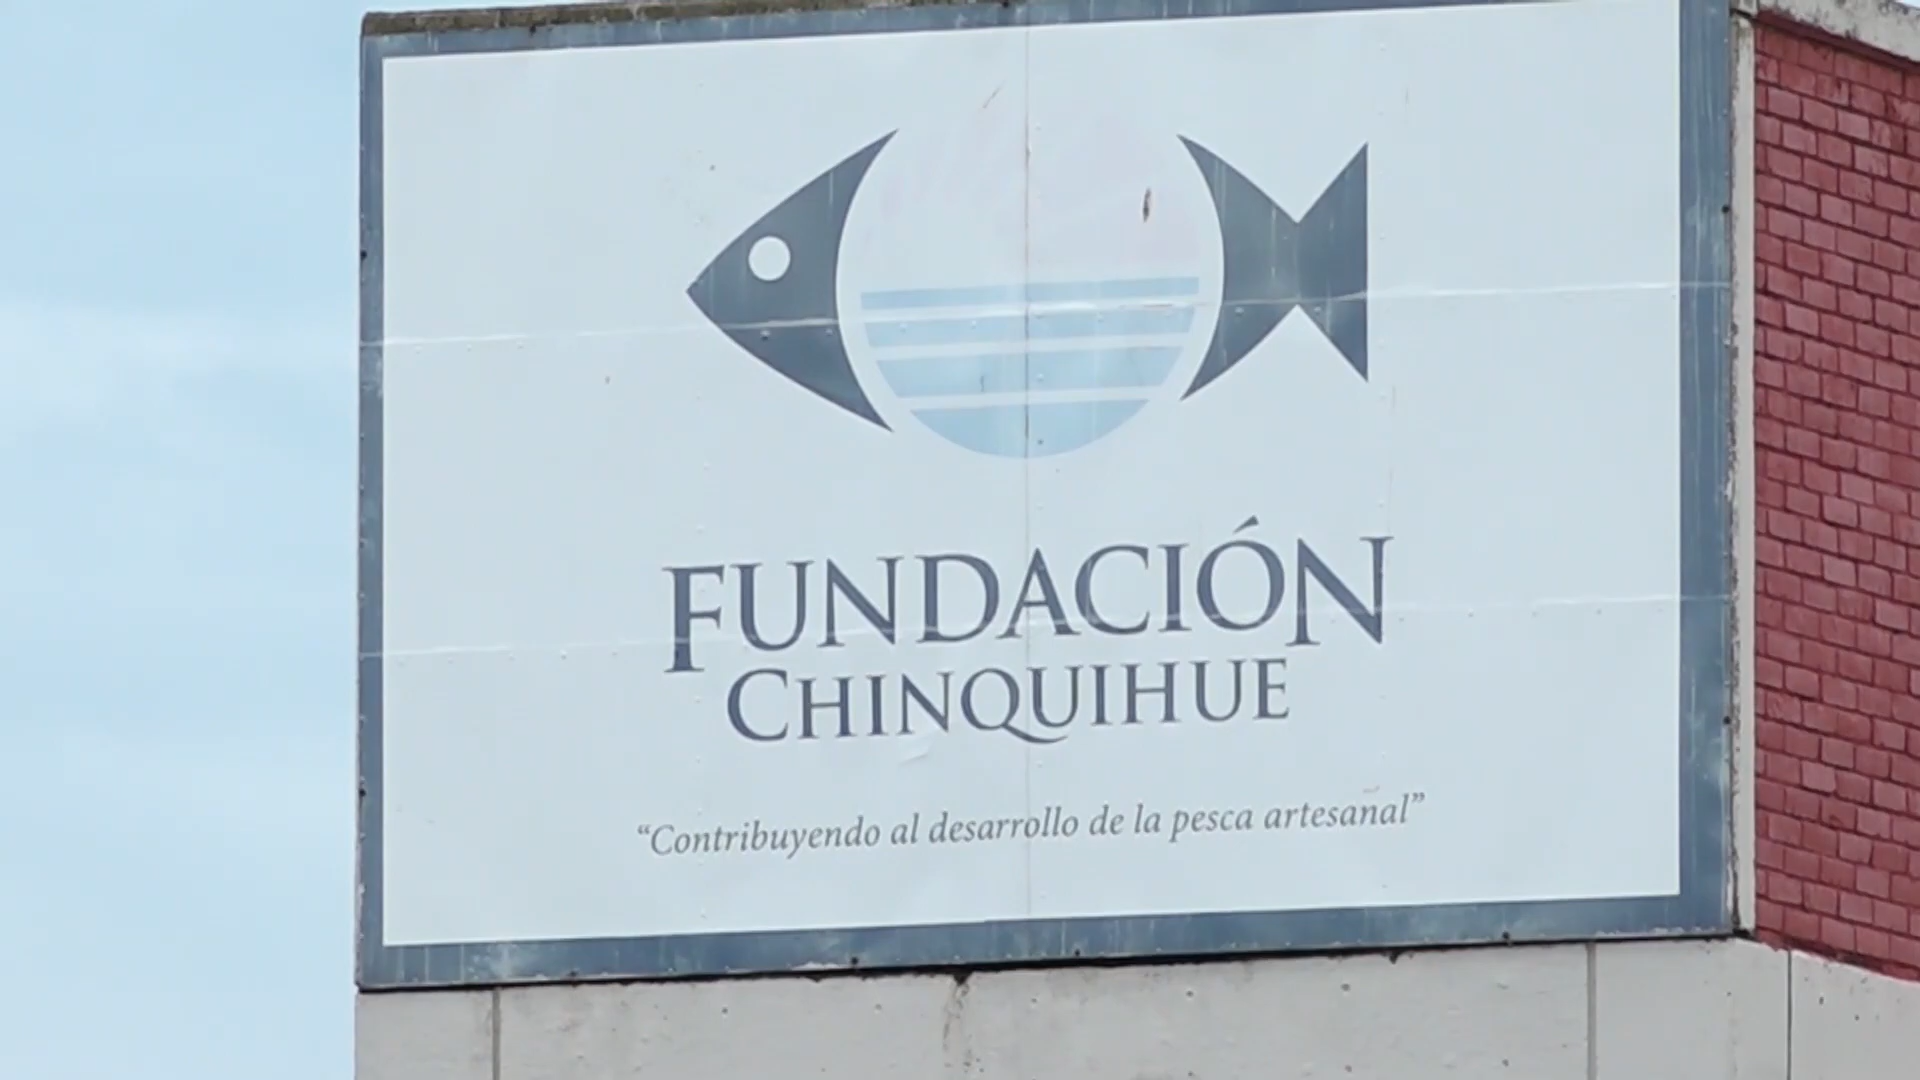 FUNDACIÓN
CHINQUIHUE
“Contribuyendo al desarrollo de la pesca artesanal”